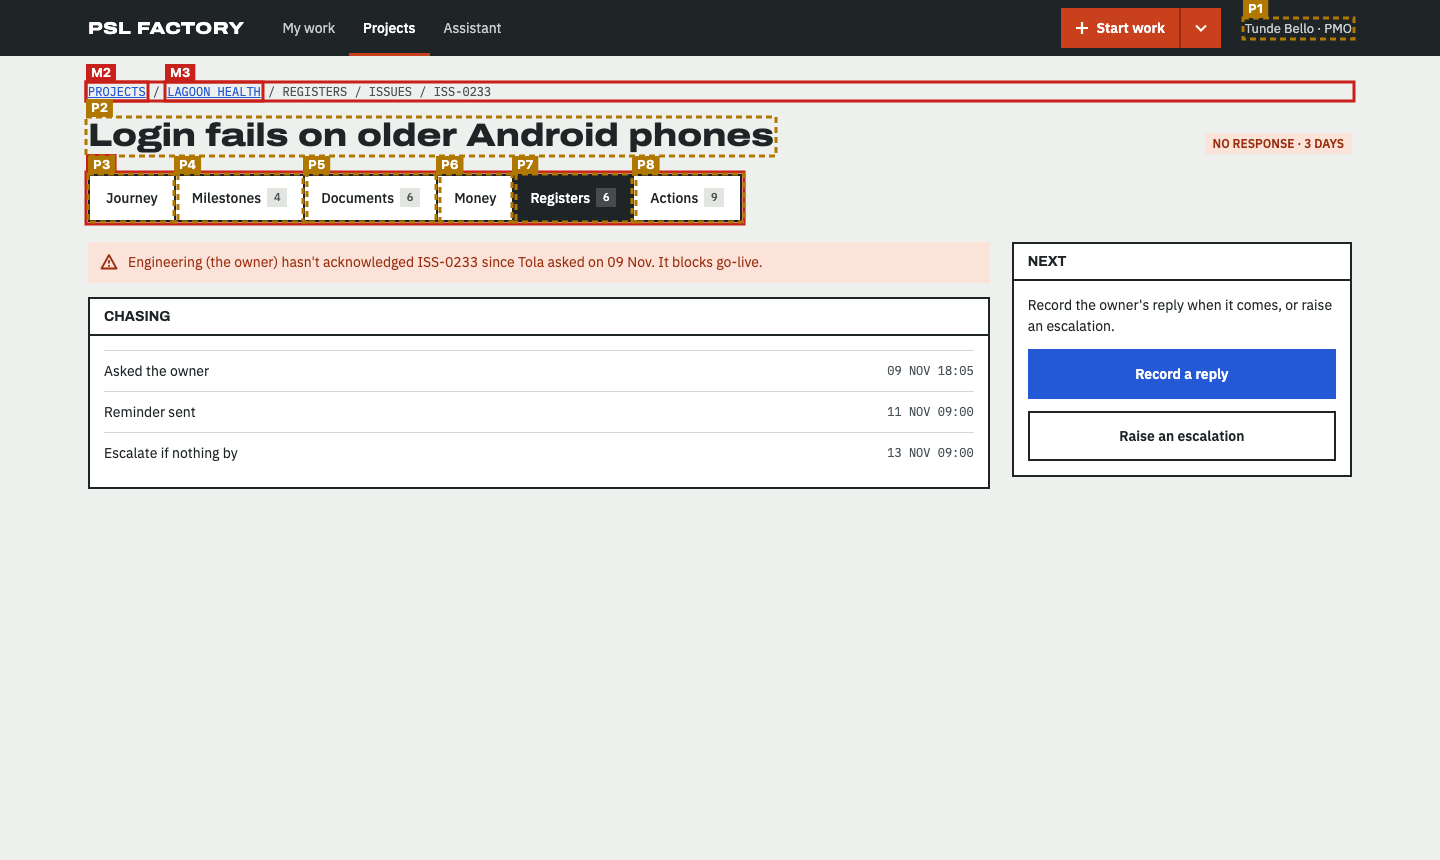 PSL FACTORY My work Projects Assistant Start work P1 Tunde Bello · PMO
M2 M3
PROJECTS / LAGOON HEALTH / REGISTERS / ISSUES / ISS-0233
P2
Login fails on older Android phones
NO RESPONSE · 3 DAYS
P3 P4 P5 P6 P7 P8
Journey Milestones 4 Documents 6 Money Registers 6 Actions 9
Engineering (the owner) hasn't acknowledged ISS-0233 since Tola asked on 09 Nov. It blocks go-live.
CHASING
Asked the owner 09 NOV 18:05
Reminder sent 11 NOV 09:00
Escalate if nothing by 13 NOV 09:00
NEXT
Record the owner's reply when it comes, or raise
an escalation.
Record a reply
Raise an escalation